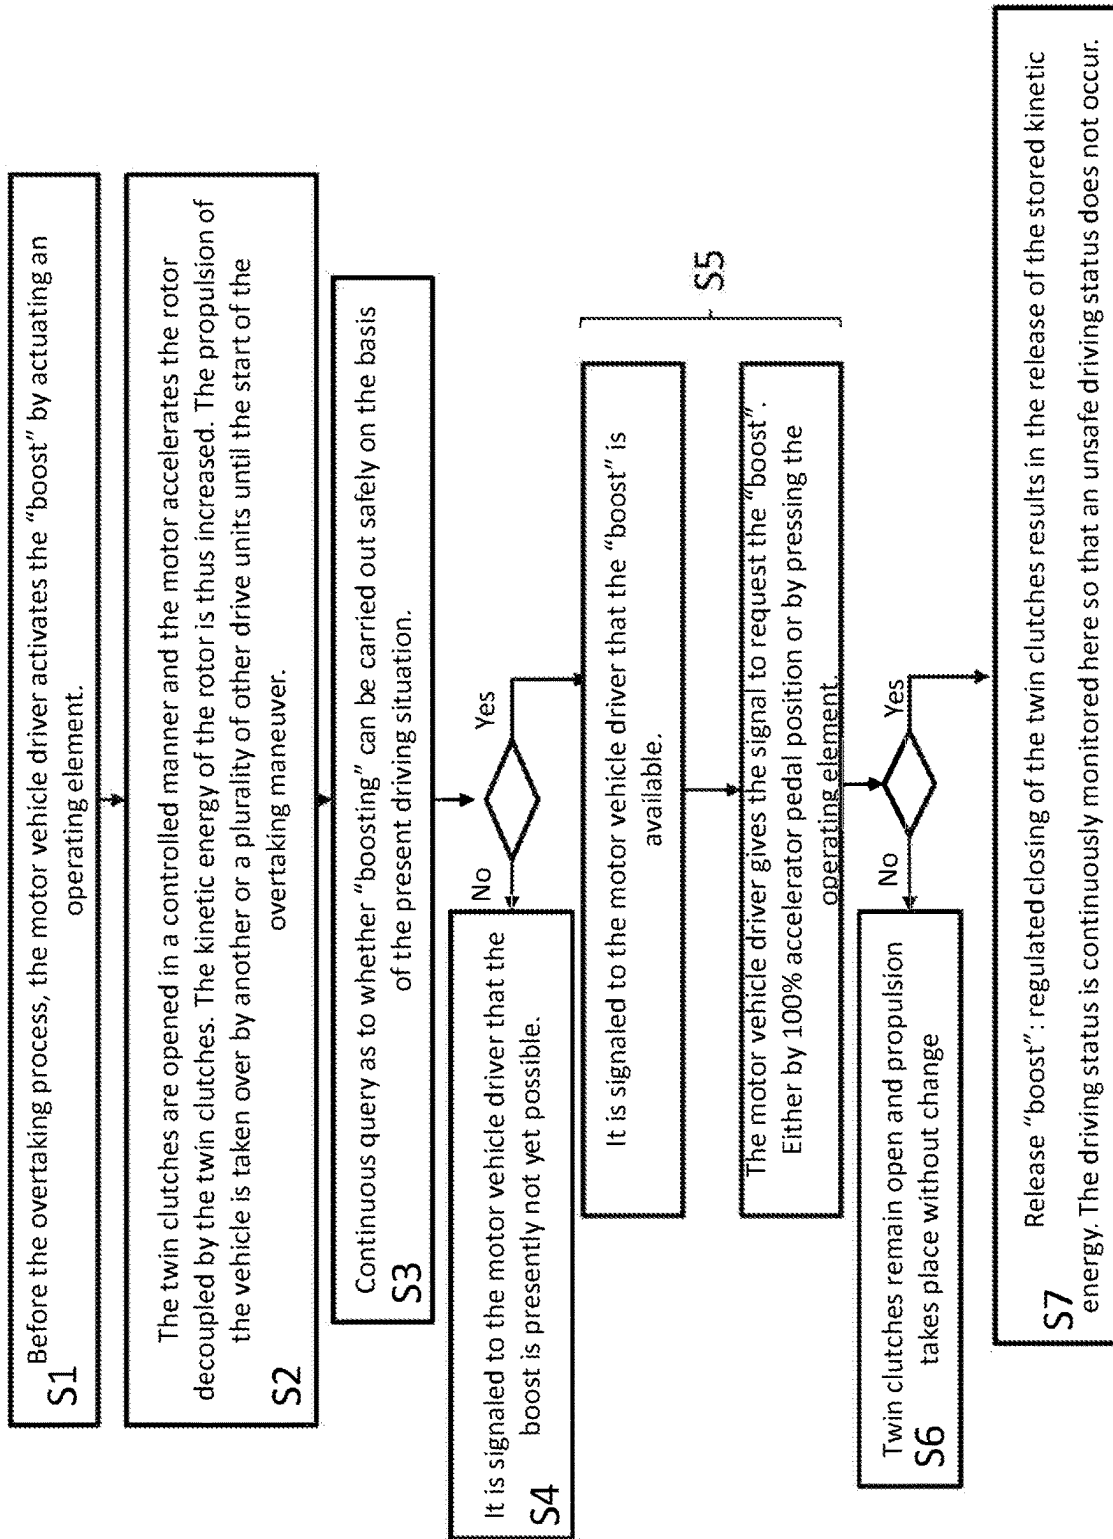 Before the overtaking process, the motor vehicle driver activates the “boost” by actuating an
operating element.
S1
The twin clutches are opened in a controlled manner and the motor accelerates the rotor
decoupled by the twin clutches. The kinetic energy of the rotor is thus increased. The propulsion of
the vehicle is taken over by another or a plurality of other drive units until the start of the
overtaking maneuver.
S2
Continuous query as to whether “boosting” can be carried out safely on the basis
of the present driving situation.
S3
No
Yes
It is signaled to the motor vehicle driver that the
boost is presently not yet possible.
S4
It is signaled to the motor vehicle driver that the “boost” is
available.
The motor vehicle driver gives the signal to request the “boost”.
Either by 100% accelerator pedal position or by pressing the
operating element.
S5
No
Yes
Twin clutches remain open and propulsion
takes place without change
S6
Release “boost”: regulated closing of the twin clutches results in the release of the stored kinetic
energy. The driving status is continuously monitored here so that an unsafe driving status does not occur.
S7